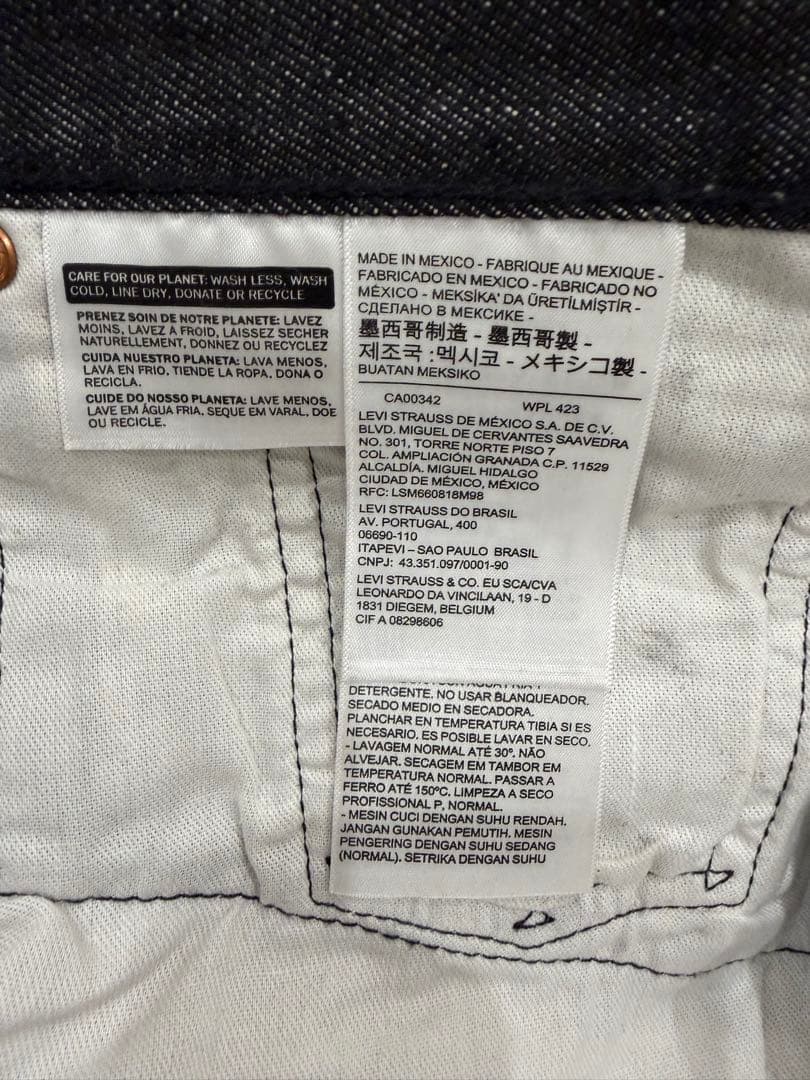 CARE FOR OUR PLANET: WASH LESS, WASH
COLD, LINE DRY, DONATE OR RECYCLE
PRENEZ SOIN DE NOTRE PLANETE: LAVEZ
MOINS, LAVEZ A FROID, LAISSEZ SECHER
NATURELLEMENT, DONNEZ OU RECYCLEZ
CUIDA NUESTRO PLANETA: LAVA MENOS,
LAVA EN FRIO, TIENDE LA ROPA, DONA O
RECICLA.
CUIDE DO NOSSO PLANETA: LAVE MENOS,
LAVE EM ÁGUA FRIA, SEQUE EM VARAL, DOE
OU RECICLE.
MADE IN MEXICO - FABRIQUE AU MEXIQUE -
FABRICADO EN MEXICO - FABRICADO NO
MÉXICO - MEKSİKA' DA ÜRETİLMİŞTİR -
СДЕЛАНО В МЕКСИКЕ -
墨西哥制造 - 墨西哥製 -
제조국 : 멕시코 - メキシコ製 -
BUATAN MEKSIKO
CA00342 WPL 423
LEVI STRAUSS DE MÉXICO S.A. DE C.V.
BLVD. MIGUEL DE CERVANTES SAAVEDRA
NO. 301, TORRE NORTE PISO 7
COL. AMPLIACIÓN GRANADA C.P. 11529
ALCALDÍA. MIGUEL HIDALGO
CIUDAD DE MÉXICO, MÉXICO
RFC: LSM660818M98
LEVI STRAUSS DO BRASIL
AV. PORTUGAL, 400
06690-110
ITAPEVI – SAO PAULO BRASIL
CNPJ: 43.351.097/0001-90
LEVI STRAUSS & CO. EU SCA/CVA
LEONARDO DA VINCILAAN, 19 - D
1831 DIEGEM, BELGIUM
CIF A 08298606
DETERGENTE. NO USAR BLANQUEADOR.
SECADO MEDIO EN SECADORA.
PLANCHAR EN TEMPERATURA TIBIA SI ES
NECESARIO. ES POSIBLE LAVAR EN SECO.
- LAVAGEM NORMAL ATÉ 30º. NÃO
ALVEJAR. SECAGEM EM TAMBOR EM
TEMPERATURA NORMAL. PASSAR A
FERRO ATÉ 150ºC. LIMPEZA A SECO
PROFISSIONAL P, NORMAL.
- MESIN CUCI DENGAN SUHU RENDAH.
JANGAN GUNAKAN PEMUTIH. MESIN
PENGERING DENGAN SUHU SEDANG
(NORMAL). SETRIKA DENGAN SUHU